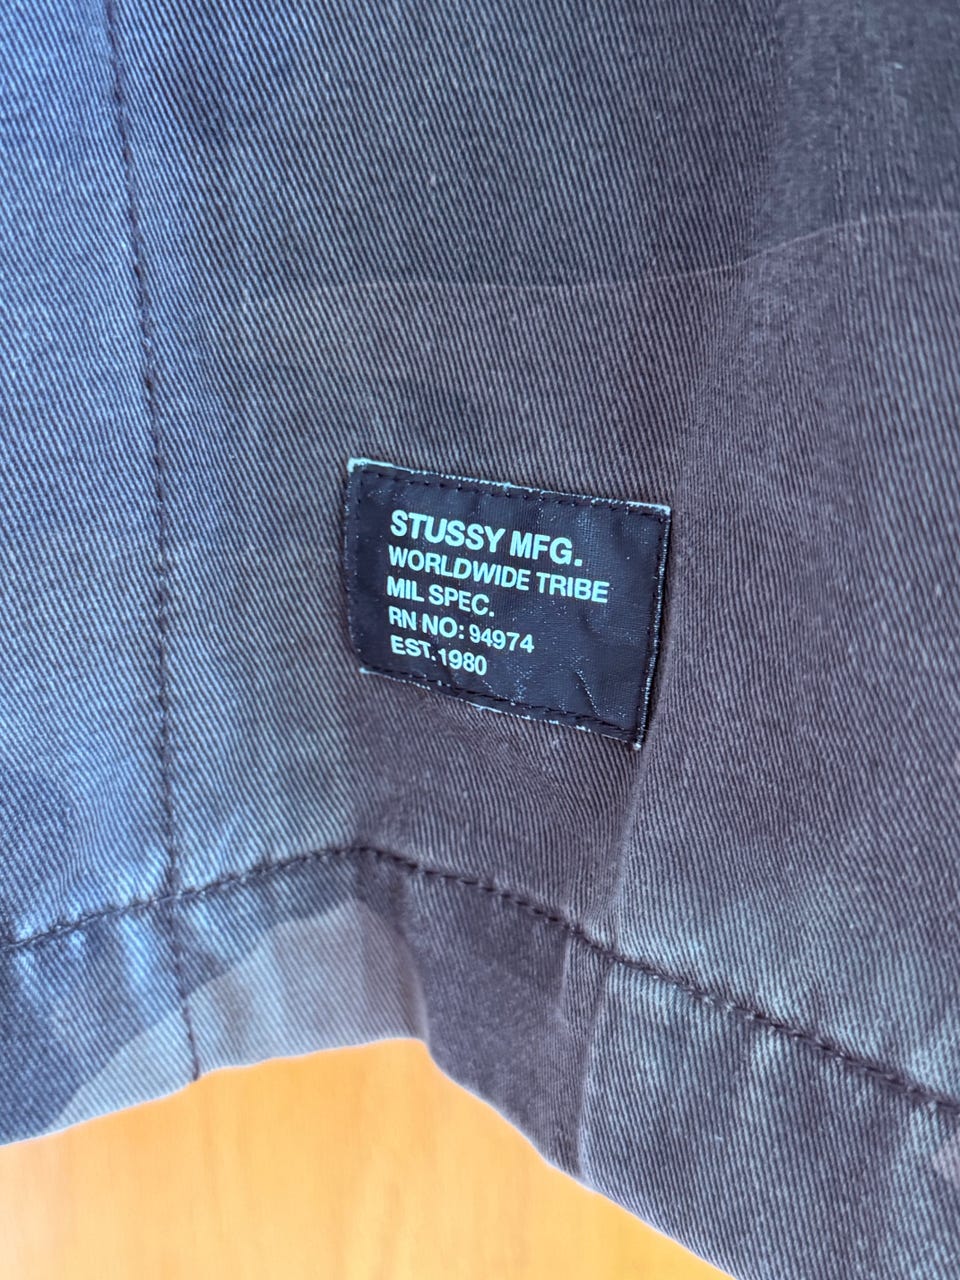 STUSSY MFG.
WORLDWIDE TRIBE
MIL SPEC.
RN NO: 94974
EST.1980